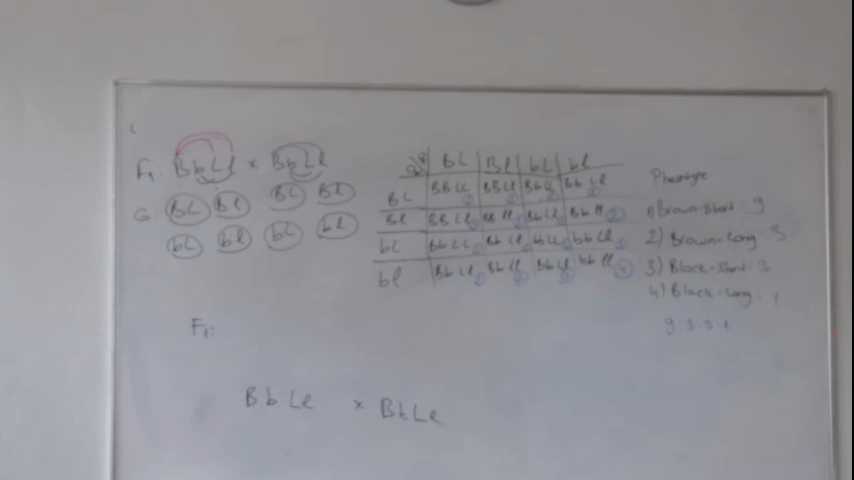 F1: BbLl × BbLl
G: BL Bl BL Bl
bL bl bL bl
BL Bl bL bl
BL BBLL BBLl BbLL BbLl
Bl BBLl BBll BbLl Bbll
bL BbLL BbLl bbLL bbLl
bl BbLl Bbll bbLl bbll
Phenotype
1) Brown-Short 9
2) Brown-Long 3
3) Black-Short 3
4) Black-Long 1
9:3:3:1
F1:
BbLl × BbLl